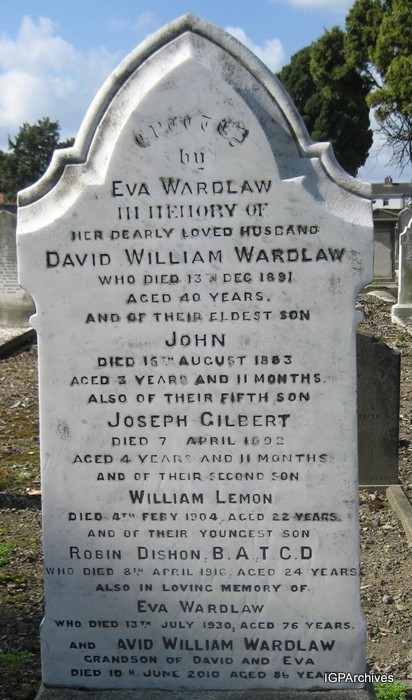 ERECTED
by
EVA WARDLAW
IN MEMORY OF
HER DEARLY LOVED HUSBAND
DAVID WILLIAM WARDLAW
WHO DIED 13TH DEC 1891
AGED 40 YEARS.
AND OF THEIR ELDEST SON
JOHN
DIED 16TH AUGUST 1883
AGED 3 YEARS AND 11 MONTHS.
ALSO OF THEIR FIFTH SON
JOSEPH GILBERT
DIED 7 APRIL 1892
AGED 4 YEARS AND 11 MONTHS
AND OF THEIR SECOND SON
WILLIAM LEMON
DIED 4TH FEBY 1904, AGED 22 YEARS.
AND OF THEIR YOUNGEST SON
ROBIN DISHON, B.A.T.C.D
WHO DIED 8TH APRIL 1916, AGED 24 YEARS
ALSO IN LOVING MEMORY OF
EVA WARDLAW
WHO DIED 13TH JULY 1930, AGED 76 YEARS.
AND AVID WILLIAM WARDLAW
GRANDSON OF DAVID AND EVA
DIED 10TH JUNE 2010 AGED 86 YEA
IGPArchives